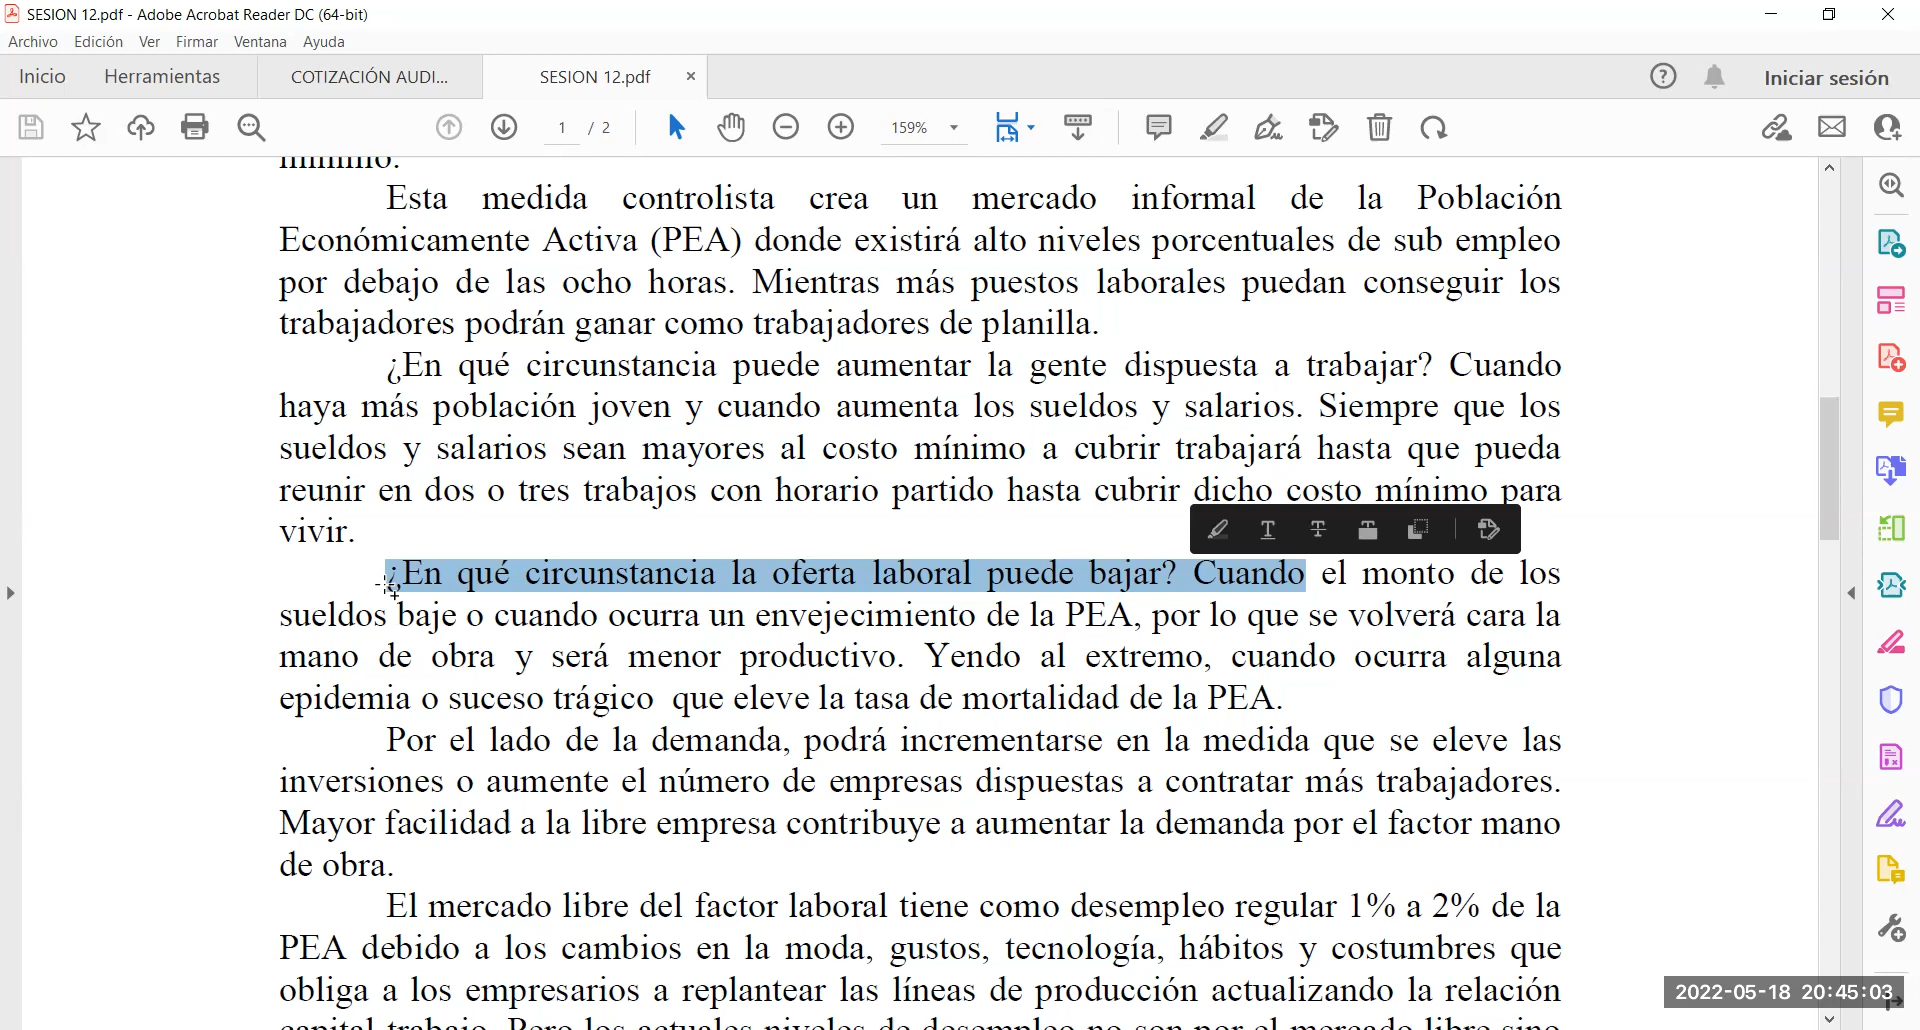 SESION 12.pdf - Adobe Acrobat Reader DC (64-bit)
Archivo Edición Ver Firmar Ventana Ayuda
Inicio Herramientas COTIZACIÓN AUDI... SESION 12.pdf × Iniciar sesión
1 / 2 159%
Esta medida controlista crea un mercado informal de la Población
Económicamente Activa (PEA) donde existirá alto niveles porcentuales de sub empleo
por debajo de las ocho horas. Mientras más puestos laborales puedan conseguir los
trabajadores podrán ganar como trabajadores de planilla.
¿En qué circunstancia puede aumentar la gente dispuesta a trabajar? Cuando
haya más población joven y cuando aumenta los sueldos y salarios. Siempre que los
sueldos y salarios sean mayores al costo mínimo a cubrir trabajará hasta que pueda
reunir en dos o tres trabajos con horario partido hasta cubrir dicho costo mínimo para
vivir.
¿En qué circunstancia la oferta laboral puede bajar? Cuando el monto de los
sueldos baje o cuando ocurra un envejecimiento de la PEA, por lo que se volverá cara la
mano de obra y será menor productivo. Yendo al extremo, cuando ocurra alguna
epidemia o suceso trágico que eleve la tasa de mortalidad de la PEA.
Por el lado de la demanda, podrá incrementarse en la medida que se eleve las
inversiones o aumente el número de empresas dispuestas a contratar más trabajadores.
Mayor facilidad a la libre empresa contribuye a aumentar la demanda por el factor mano
de obra.
El mercado libre del factor laboral tiene como desempleo regular 1% a 2% de la
PEA debido a los cambios en la moda, gustos, tecnología, hábitos y costumbres que
obliga a los empresarios a replantear las líneas de producción actualizando la relación
2022-05-18 20:45:03